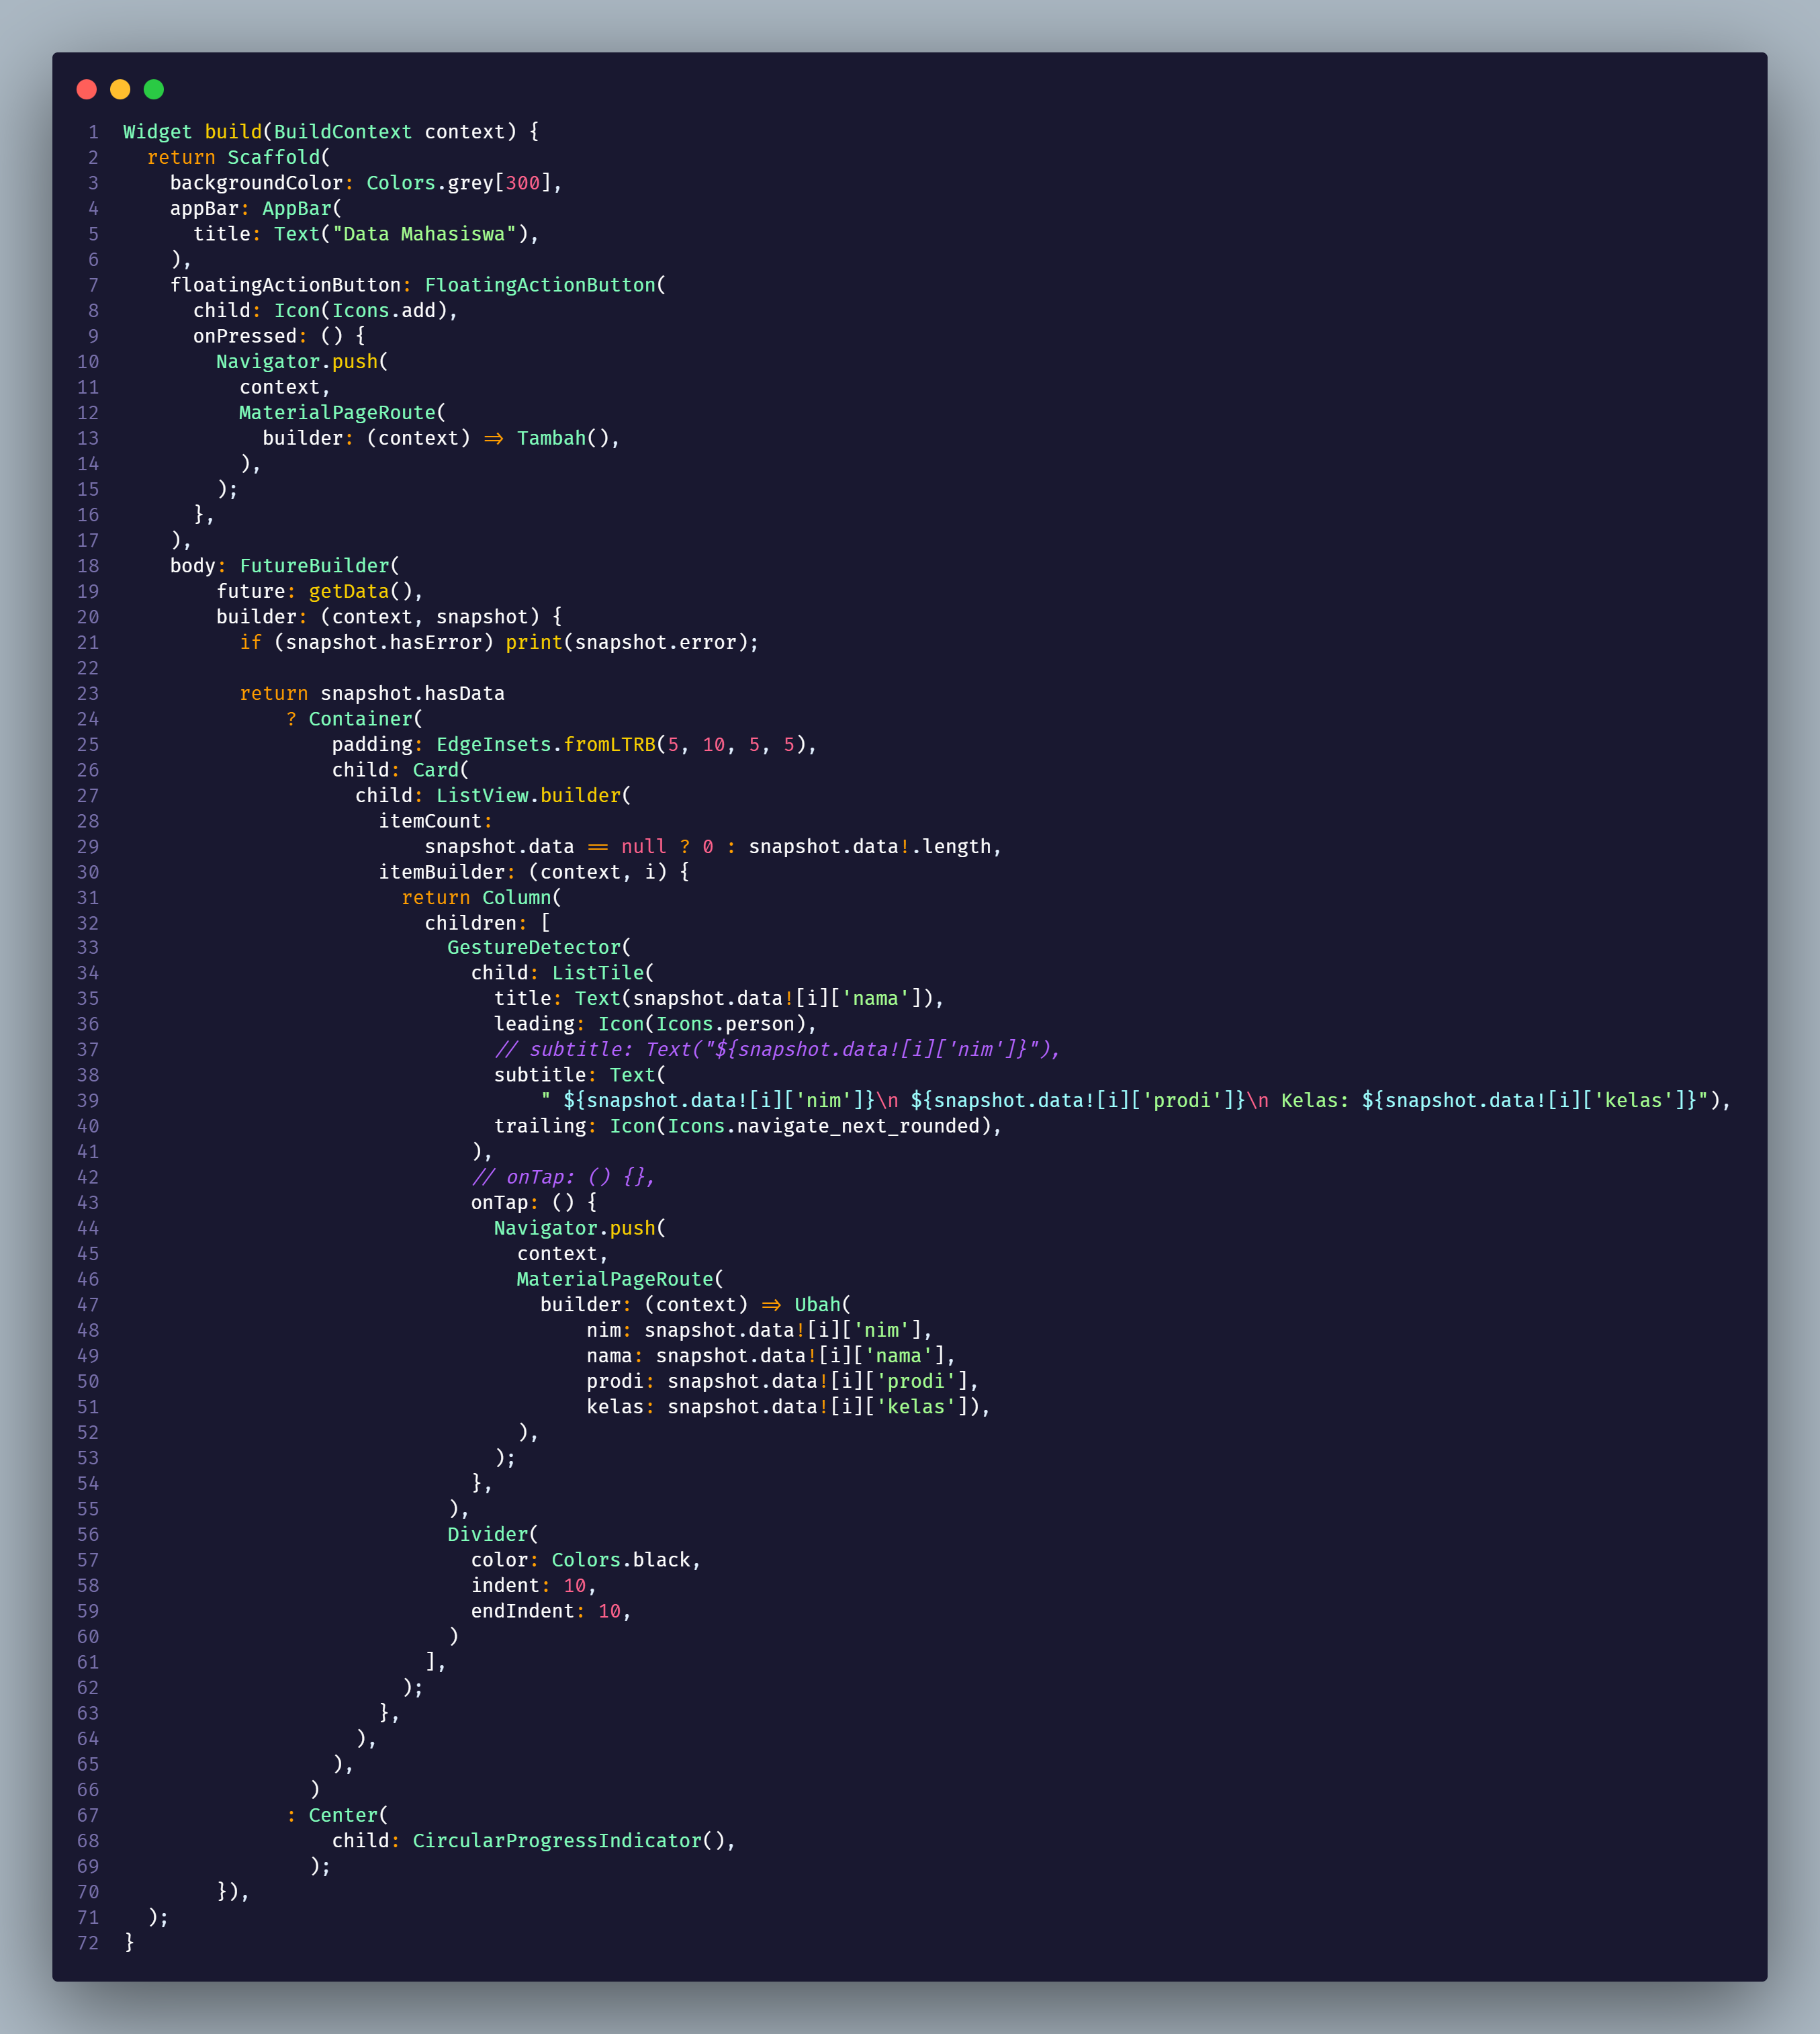 1 Widget build(BuildContext context) {
2   return Scaffold(
3     backgroundColor: Colors.grey[300],
4     appBar: AppBar(
5       title: Text("Data Mahasiswa"),
6     ),
7     floatingActionButton: FloatingActionButton(
8       child: Icon(Icons.add),
9       onPressed: () {
10         Navigator.push(
11           context,
12           MaterialPageRoute(
13             builder: (context) => Tambah(),
14           ),
15         );
16       },
17     ),
18     body: FutureBuilder(
19         future: getData(),
20         builder: (context, snapshot) {
21           if (snapshot.hasError) print(snapshot.error);
22
23           return snapshot.hasData
24               ? Container(
25                   padding: EdgeInsets.fromLTRB(5, 10, 5, 5),
26                   child: Card(
27                     child: ListView.builder(
28                       itemCount:
29                           snapshot.data == null ? 0 : snapshot.data!.length,
30                       itemBuilder: (context, i) {
31                         return Column(
32                           children: [
33                             GestureDetector(
34                               child: ListTile(
35                                 title: Text(snapshot.data![i]['nama']),
36                                 leading: Icon(Icons.person),
37                                 // subtitle: Text("${snapshot.data![i]['nim']}"),
38                                 subtitle: Text(
39                                     " ${snapshot.data![i]['nim']}\n ${snapshot.data![i]['prodi']}\n Kelas: ${snapshot.data![i]['kelas']}"),
40                                 trailing: Icon(Icons.navigate_next_rounded),
41                               ),
42                               // onTap: () {},
43                               onTap: () {
44                                 Navigator.push(
45                                   context,
46                                   MaterialPageRoute(
47                                     builder: (context) => Ubah(
48                                         nim: snapshot.data![i]['nim'],
49                                         nama: snapshot.data![i]['nama'],
50                                         prodi: snapshot.data![i]['prodi'],
51                                         kelas: snapshot.data![i]['kelas']),
52                                   ),
53                                 );
54                               },
55                             ),
56                             Divider(
57                               color: Colors.black,
58                               indent: 10,
59                               endIndent: 10,
60                             )
61                           ],
62                         );
63                       },
64                     ),
65                   ),
66                 )
67               : Center(
68                   child: CircularProgressIndicator(),
69                 );
70         }),
71   );
72 }